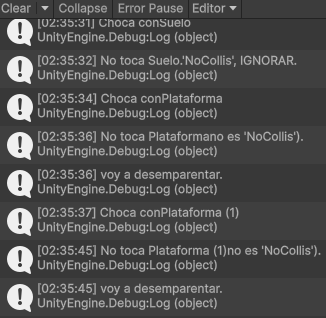 Clear Collapse Error Pause Editor
[02:35:31] Choca conSuelo
UnityEngine.Debug:Log (object)
[02:35:32] No toca Suelo.'NoCollis', IGNORAR.
UnityEngine.Debug:Log (object)
[02:35:34] Choca conPlataforma
UnityEngine.Debug:Log (object)
[02:35:36] No toca Plataformano es 'NoCollis').
UnityEngine.Debug:Log (object)
[02:35:36] voy a desemparentar.
UnityEngine.Debug:Log (object)
[02:35:37] Choca conPlataforma (1)
UnityEngine.Debug:Log (object)
[02:35:45] No toca Plataforma (1)no es 'NoCollis').
UnityEngine.Debug:Log (object)
[02:35:45] voy a desemparentar.
UnityEngine.Debug:Log (object)